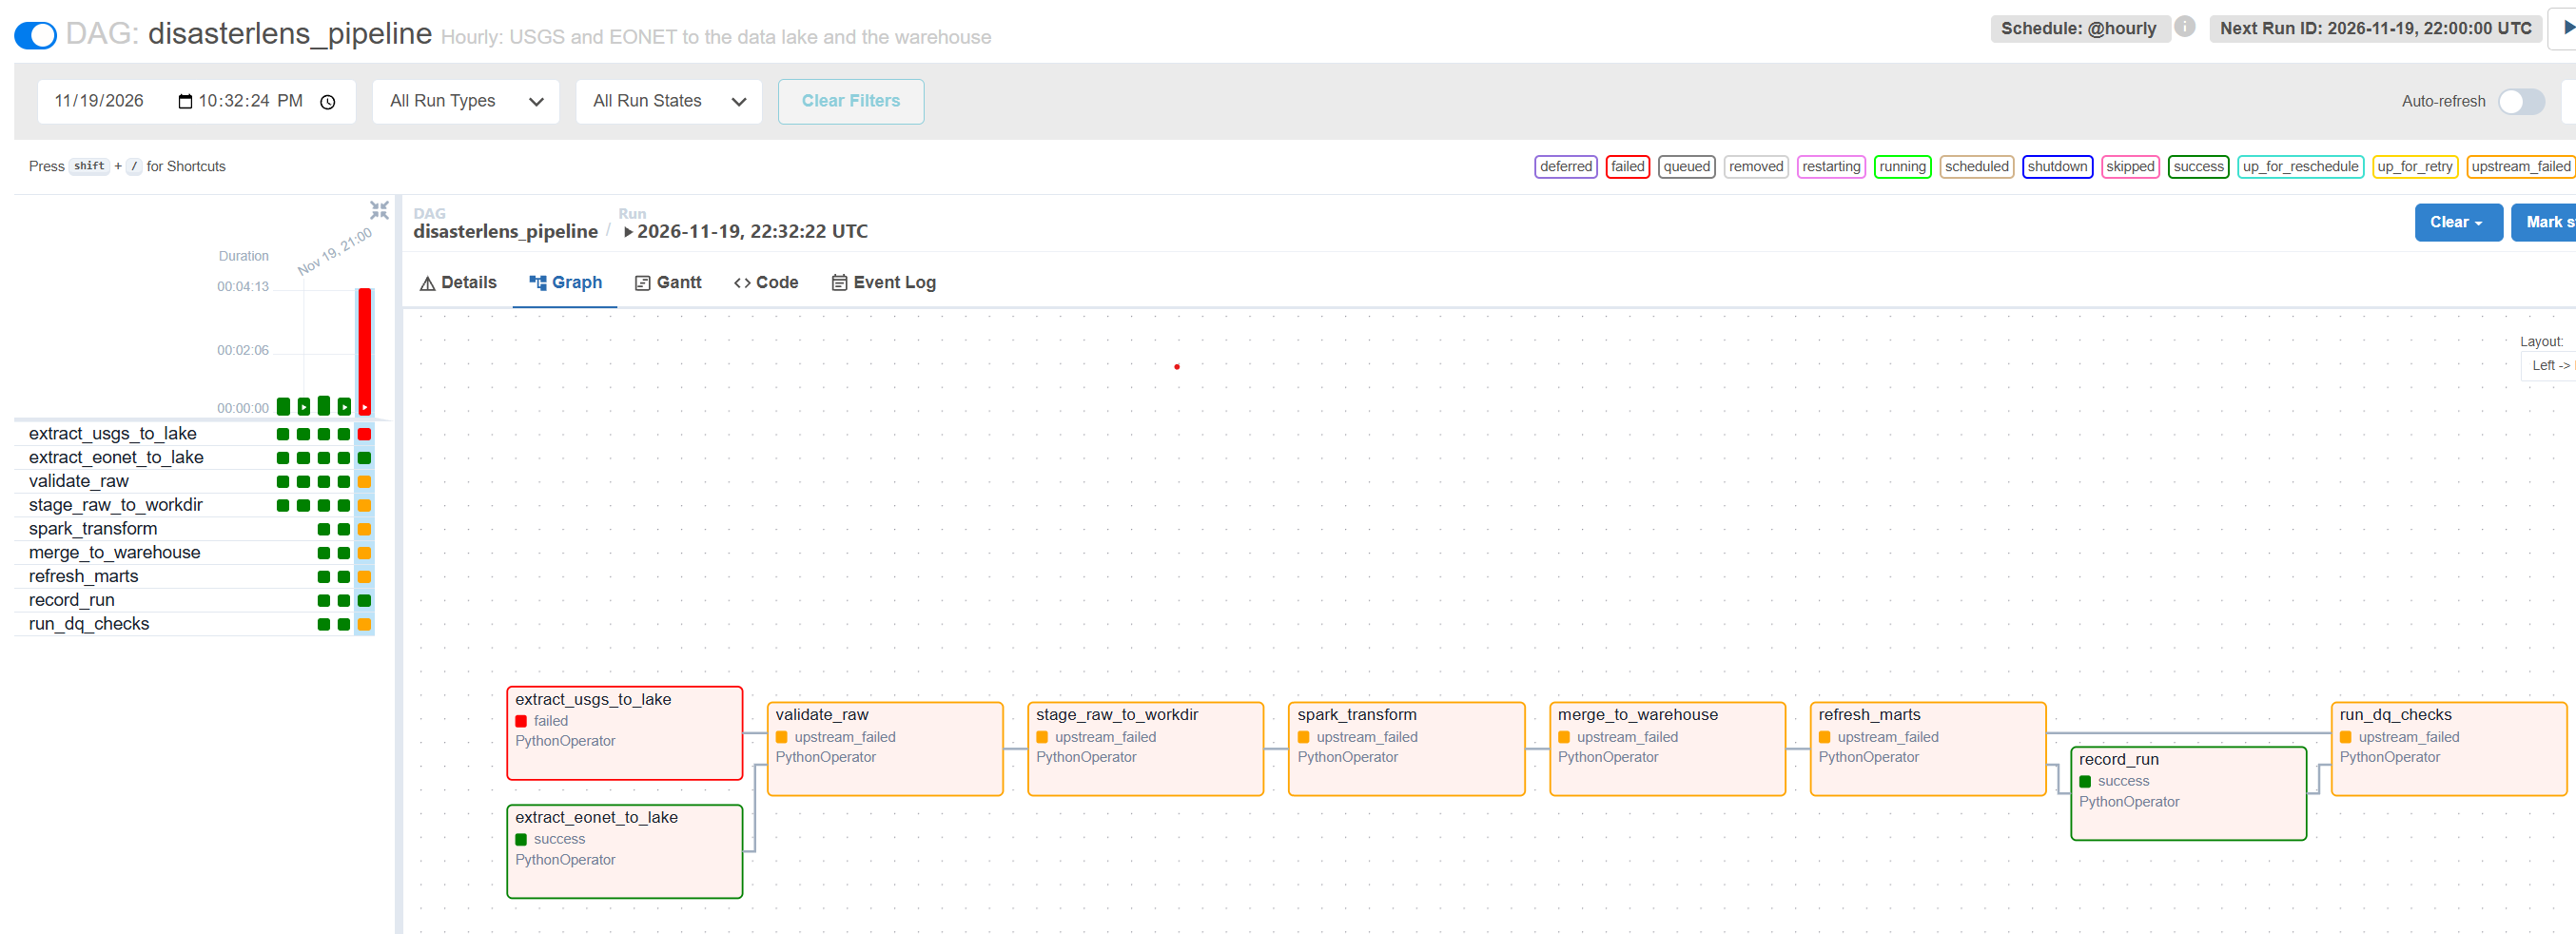 DAG: disasterlens_pipeline Hourly: USGS and EONET to the data lake and the warehouse
Schedule: @hourly
Next Run ID: 2026-11-19, 22:00:00 UTC
11/19/2026 10:32:24 PM
All Run Types
All Run States
Clear Filters
Auto-refresh
Press shift + / for Shortcuts
deferred failed queued removed restarting running scheduled shutdown skipped success up_for_reschedule up_for_retry upstream_failed
DAG
disasterlens_pipeline
/
Run
2026-11-19, 22:32:22 UTC
Clear
Mark s
Details Graph Gantt Code Event Log
Nov 19, 21:00
Duration
00:04:13
00:02:06
00:00:00
extract_usgs_to_lake
extract_eonet_to_lake
validate_raw
stage_raw_to_workdir
spark_transform
merge_to_warehouse
refresh_marts
record_run
run_dq_checks
Layout:
Left ->
extract_usgs_to_lake
failed
PythonOperator
extract_eonet_to_lake
success
PythonOperator
validate_raw
upstream_failed
PythonOperator
stage_raw_to_workdir
upstream_failed
PythonOperator
spark_transform
upstream_failed
PythonOperator
merge_to_warehouse
upstream_failed
PythonOperator
refresh_marts
upstream_failed
PythonOperator
record_run
success
PythonOperator
run_dq_checks
upstream_failed
PythonOperator